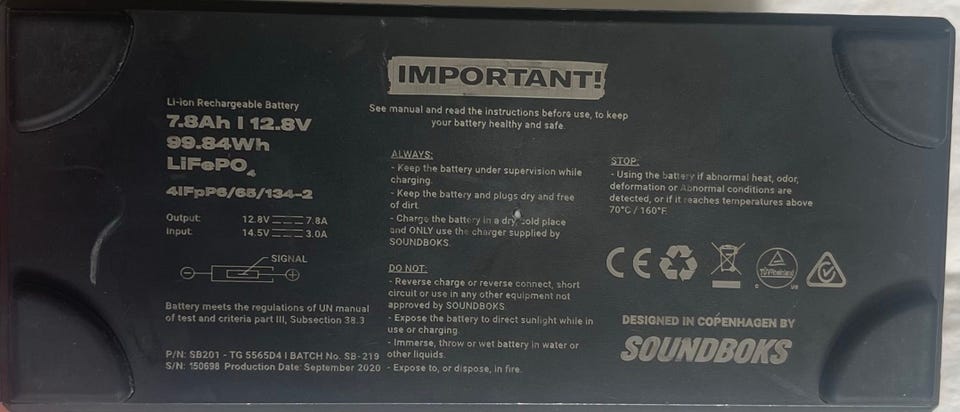 IMPORTANT!
See manual and read the instructions before use, to keep
your battery healthy and safe.
Li-ion Rechargeable Battery
7.8Ah | 12.8V
99.84Wh
LiFePO4
4IFpP6/65/134-2
Output: 12.8V 7.8A
Input: 14.5V 3.0A
SIGNAL
Battery meets the regulations of UN manual
of test and criteria part III, Subsection 38.3
P/N: SB201 - TG 5565D4 | BATCH No. SB-219
S/N: 150698 Production Date: September 2020
ALWAYS:
- Keep the battery under supervision while
charging.
- Keep the battery and plugs dry and free
of dirt.
- Charge the battery in a dry, cold place
and ONLY use the charger supplied by
SOUNDBOKS.
DO NOT:
- Reverse charge or reverse connect, short
circuit or use in any other equipment not
approved by SOUNDBOKS
- Expose the battery to direct sunlight while in
use or charging.
- Immerse, throw or wet battery in water or
other liquids.
- Expose to, or dispose, in fire.
STOP:
- Using the battery if abnormal heat, odor,
deformation or Abnormal conditions are
detected, or if it reaches temperatures above
70°C / 160°F.
CE
TÜVRheinland
C US
DESIGNED IN COPENHAGEN BY
SOUNDBOKS